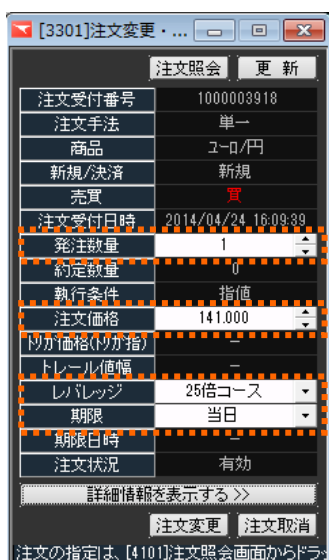 [3301]注文変更・...
注文照会 更 新
注文受付番号 1000003918
注文手法 単一
商品 ユーロ/円
新規/決済 新規
売買 買
注文受付日時 2014/04/24 16:09:39
発注数量 1
約定数量 0
執行条件 指値
注文価格 141.000
トリガ価格(トリガ指) －
トレール値幅 －
レバレッジ 25倍コース
期限 当日
期限日時 －
注文状況 有効
詳細情報を表示する>>
注文変更 注文取消
注文の指定は、[4101]注文照会画面からドラ